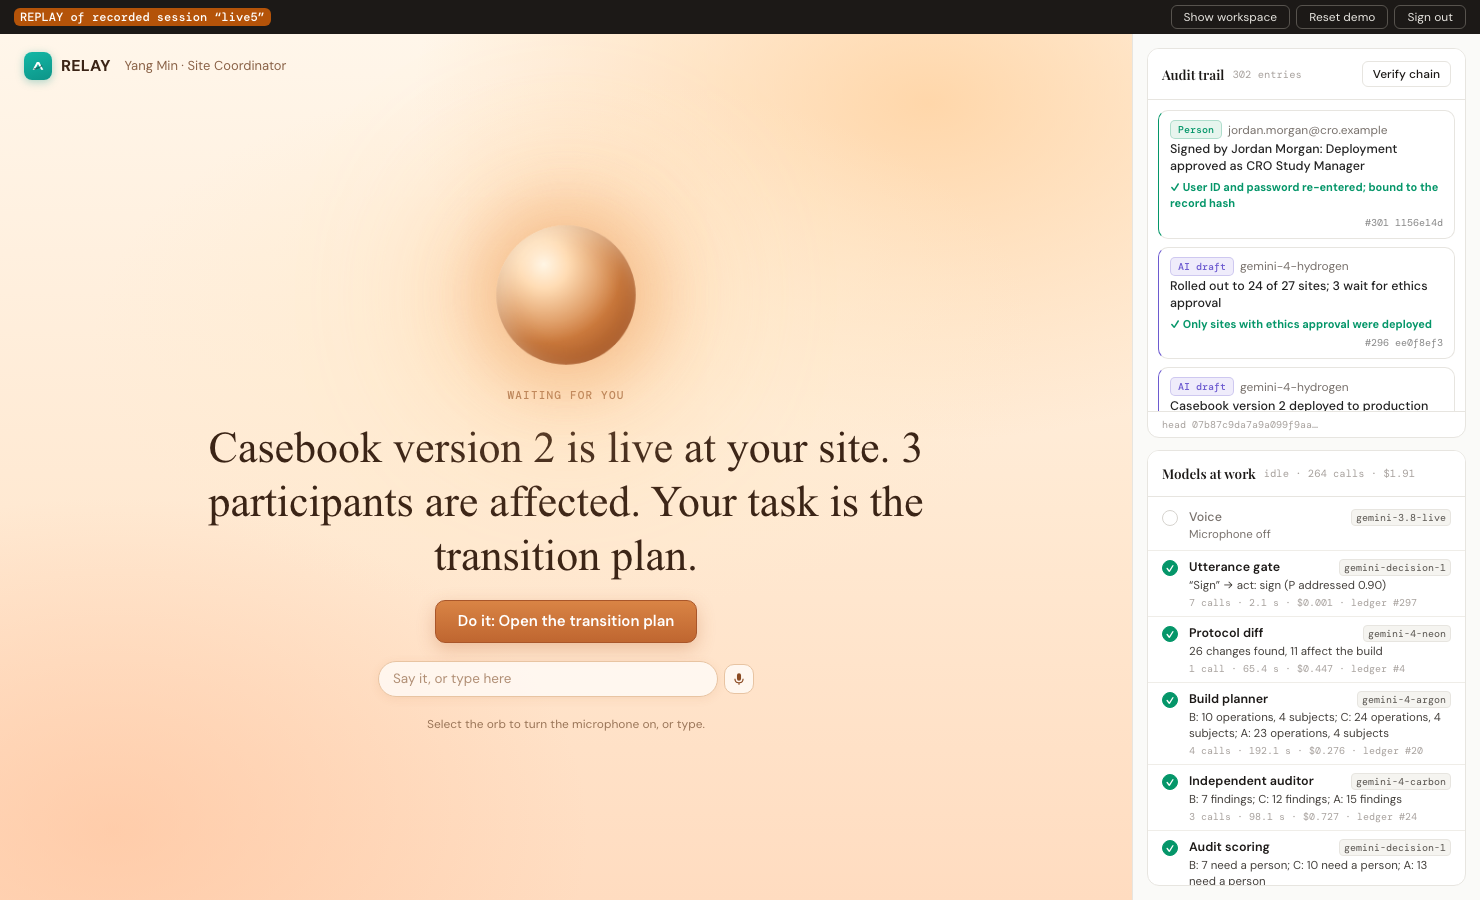 REPLAY of recorded session “live5”
Show workspace
Reset demo
Sign out
RELAY
Yang Min · Site Coordinator
WAITING FOR YOU
Casebook version 2 is live at your site. 3
participants are affected. Your task is the
transition plan.
Do it: Open the transition plan
Say it, or type here
Select the orb to turn the microphone on, or type.
Audit trail 302 entries
Verify chain
Person jordan.morgan@cro.example
Signed by Jordan Morgan: Deployment
approved as CRO Study Manager
✓ User ID and password re-entered; bound to the
record hash
#301 1156e14d
AI draft gemini-4-hydrogen
Rolled out to 24 of 27 sites; 3 wait for ethics
approval
✓ Only sites with ethics approval were deployed
#296 ee0f8ef3
AI draft gemini-4-hydrogen
Casebook version 2 deployed to production
head 07b87c9da7a9a099f9aa…
Models at work idle · 264 calls · $1.91
Voice gemini-3.8-live
Microphone off
Utterance gate gemini-decision-1
“Sign” → act: sign (P addressed 0.90)
7 calls · 2.1 s · $0.001 · ledger #297
Protocol diff gemini-4-neon
26 changes found, 11 affect the build
1 call · 65.4 s · $0.447 · ledger #4
Build planner gemini-4-argon
B: 10 operations, 4 subjects; C: 24 operations, 4
subjects; A: 23 operations, 4 subjects
4 calls · 192.1 s · $0.276 · ledger #20
Independent auditor gemini-4-carbon
B: 7 findings; C: 12 findings; A: 15 findings
3 calls · 98.1 s · $0.727 · ledger #24
Audit scoring gemini-decision-1
B: 7 need a person; C: 10 need a person; A: 13
need a person